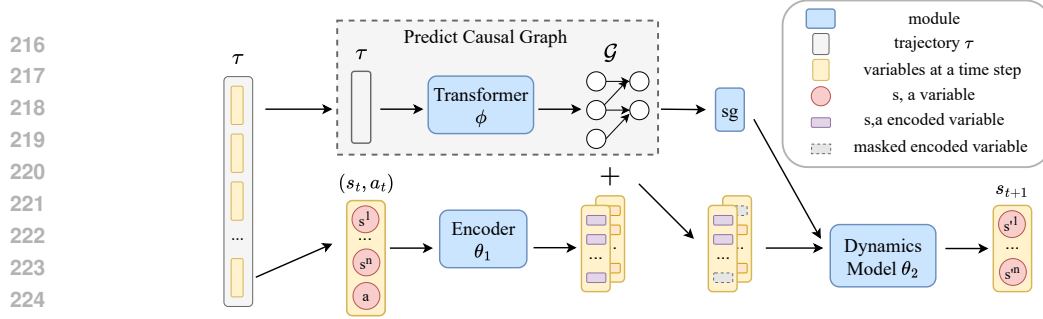 216
217
218
219
220
221
222
223
224
τ
...
Predict Causal Graph
τ
Transformer
ϕ
𝒢
sg
+
(s_t, a_t)
s^1
...
s^n
a
Encoder
θ_1
...
...
Dynamics
Model θ_2
s_{t+1}
s'^1
...
s'^n
module
trajectory τ
variables at a time step
s, a variable
s,a encoded variable
masked encoded variable